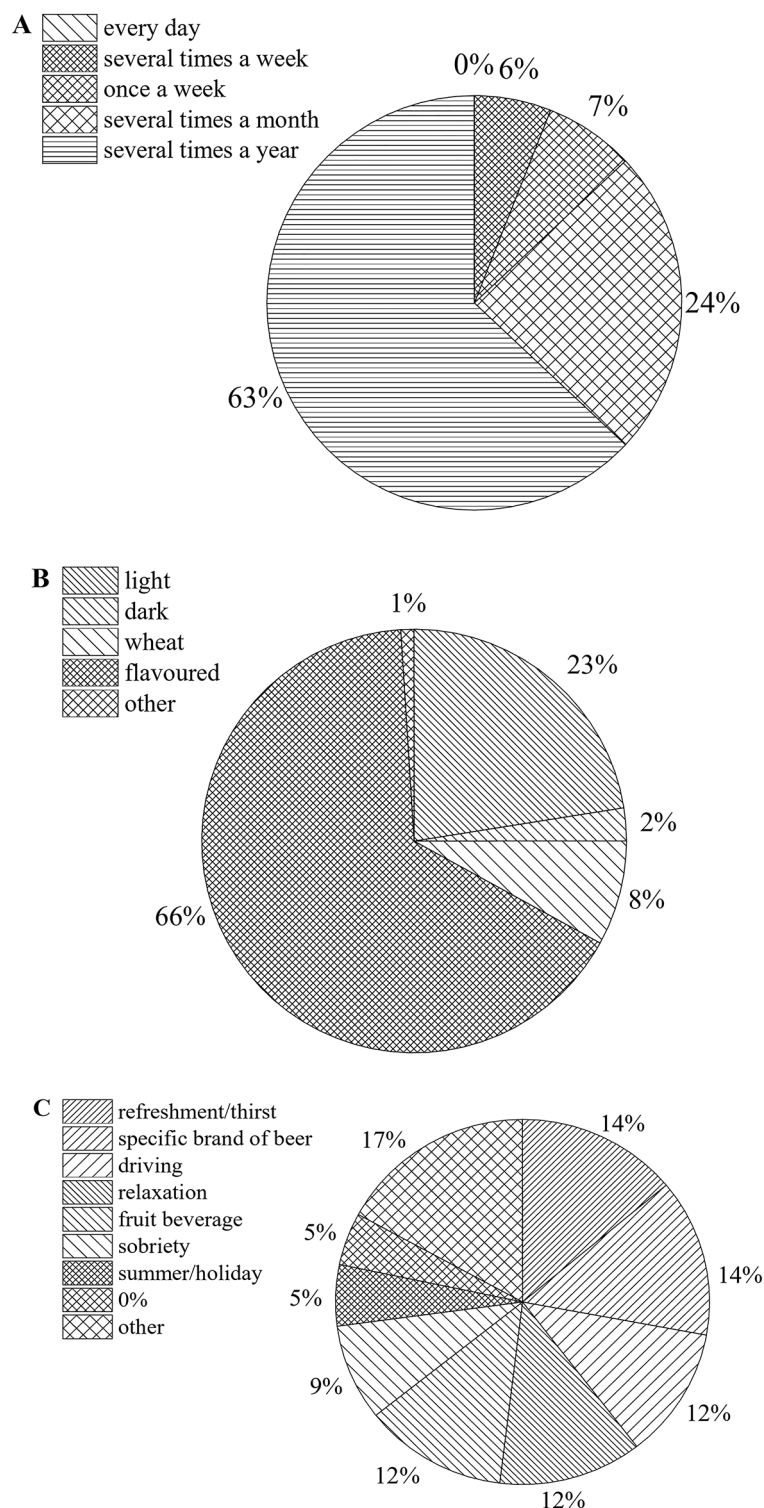 A
every day
several times a week
once a week
several times a month
several times a year
0% 6%
7%
24%
63%
B
light
dark
wheat
flavoured
other
1%
23%
2%
8%
66%
C
refreshment/thirst
specific brand of beer
driving
relaxation
fruit beverage
sobriety
summer/holiday
0%
other
17%
14%
5%
14%
5%
9%
12%
12%
12%